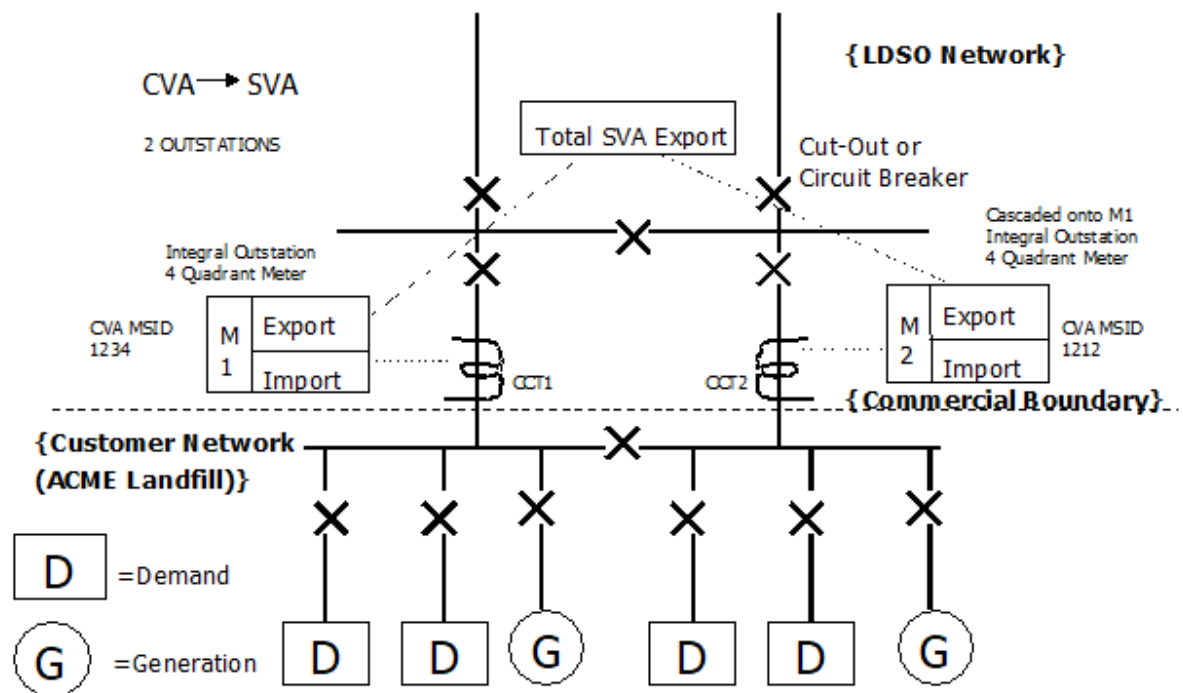 {LDSO Network}
CVA → SVA
2 OUTSTATIONS
Total SVA Export
Cut-Out or
Circuit Breaker
Cascaded onto M1
Integral Outstation
4 Quadrant Meter
Integral Outstation
4 Quadrant Meter
CVA MSID
1234
M
1
Export
Import
CCT1
CCT2
M
2
Export
Import
CVA MSID
1212
{Commercial Boundary}
{Customer Network
(ACME Landfill)}
D
=Demand
G
=Generation
D
D
G
D
D
G